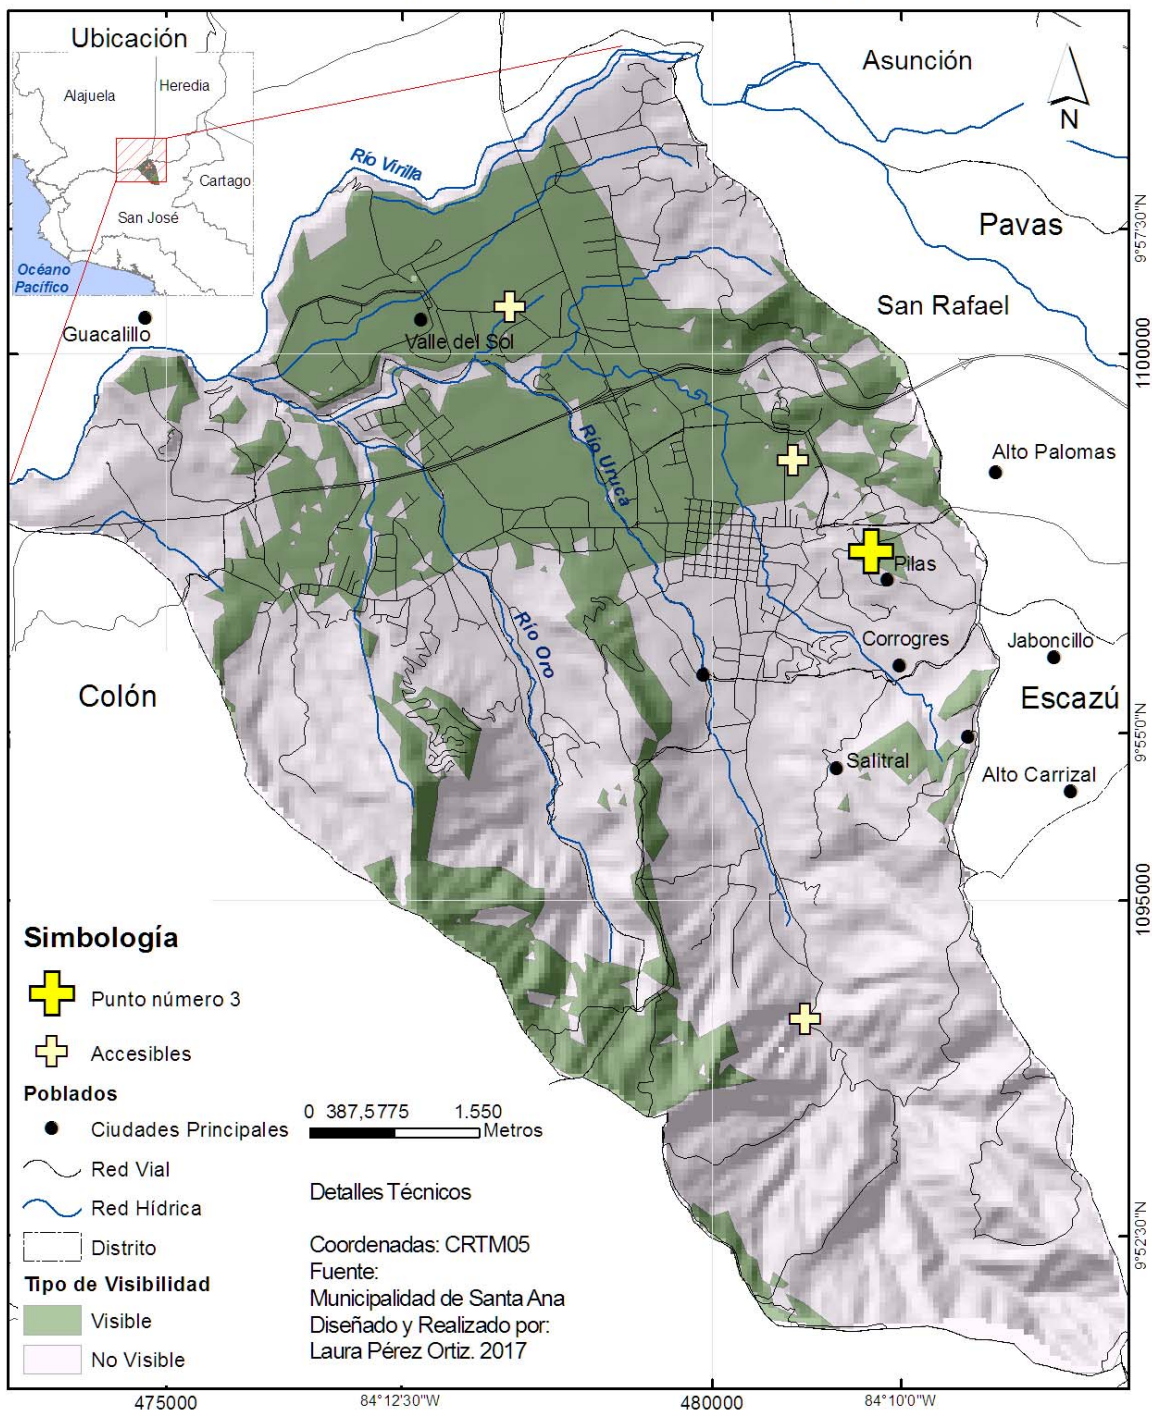 Ubicación
Alajuela
Heredia
Cartago
San José
Océano
Pacífico
Asunción
N
Río Virilla
Pavas
San Rafael
9°57'30"N
1100000
Guacalillo
Valle del Sol
Alto Palomas
Río Uruca
Pilas
Río Oro
Corrogres
Jaboncillo
Colón
Escazú
9°55'0"N
Salitral
Alto Carrizal
1095000
Simbología
Punto número 3
Accesibles
Poblados
Ciudades Principales
Red Vial
Red Hídrica
Distrito
Tipo de Visibilidad
Visible
No Visible
0 387,5775 1.550
Metros
Detalles Técnicos
Coordenadas: CRTM05
Fuente:
Municipalidad de Santa Ana
Diseñado y Realizado por:
Laura Pérez Ortiz. 2017
9°52'30"N
475000
84°12'30"W
480000
84°10'0"W